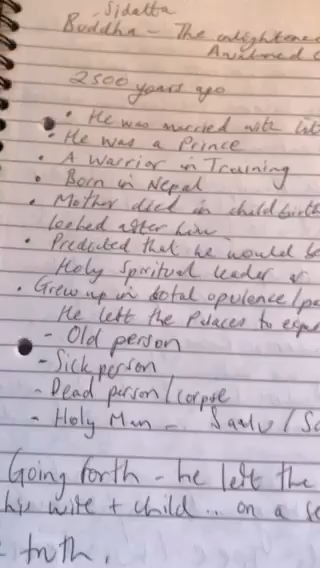 Sidatta
Buddha - The enlightened
Awakened
2500 years ago
• He was married with
• He was a Prince
• A Warrior in Training
• Born in Nepal
• Mother died in childbirth
looked after him
• Predicted that he would be
Holy Spiritual leader or
• Grew up in total opulence/
He left the Palaces to
- Old person
- Sick person
- Dead person/corpse
- Holy Man -
Going forth - he left the
his wife + child... on a
truth.